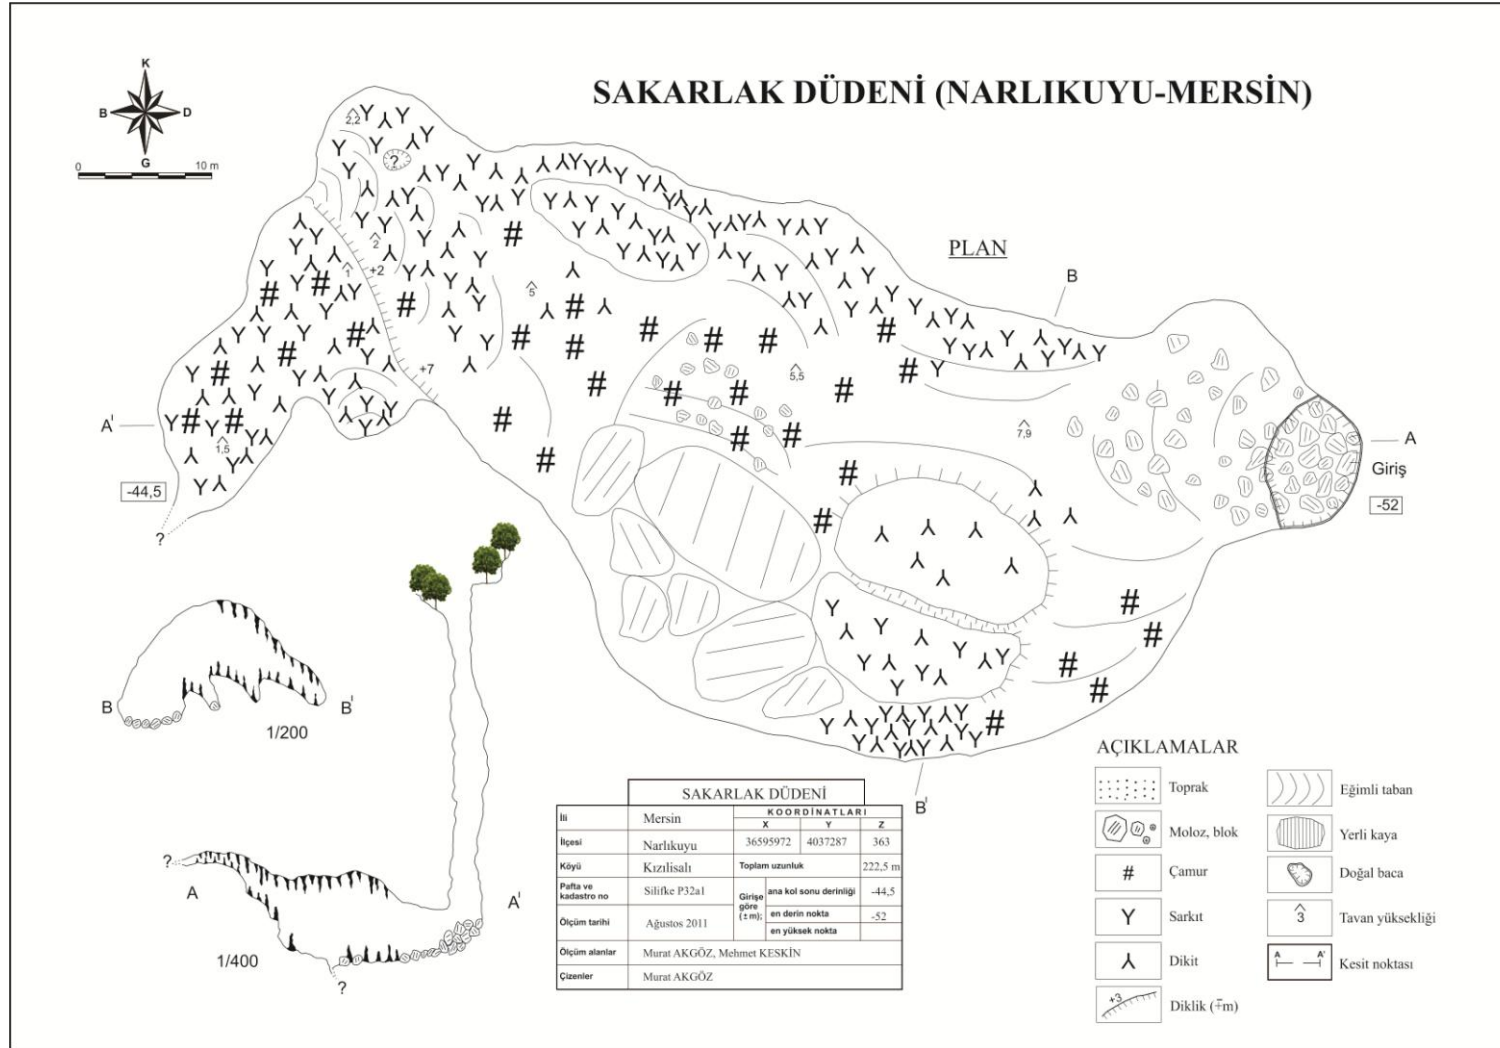 SAKARLAK DÜDENİ (NARLIKUYU-MERSİN)
K
B D
G
0 10 m
PLAN
B
2,2
?
2
+2
1
5
+7
5,5
7,9
A'
A
1,5
Giriş
-44,5
-52
?
B B'
1/200
B'
?
A A'
1/400
?
SAKARLAK DÜDENİ
İli Mersin KOORDİNATLARI
X Y Z
İlçesi Narlıkuyu 36595972 4037287 363
Köyü Kızılisalı Toplam uzunluk 222,5 m
Pafta ve kadastro no Silifke P32a1 Girişe göre (±m); ana kol sonu derinliği -44,5
Ölçüm tarihi Ağustos 2011 en derin nokta -52
en yüksek nokta
Ölçüm alanlar Murat AKGÖZ, Mehmet KESKİN
Çizenler Murat AKGÖZ
AÇIKLAMALAR
Toprak
Moloz, blok
# Çamur
Sarkıt
Dikit
+3 Diklik (∓m)
Eğimli taban
Yerli kaya
Doğal baca
3 Tavan yüksekliği
A A' Kesit noktası